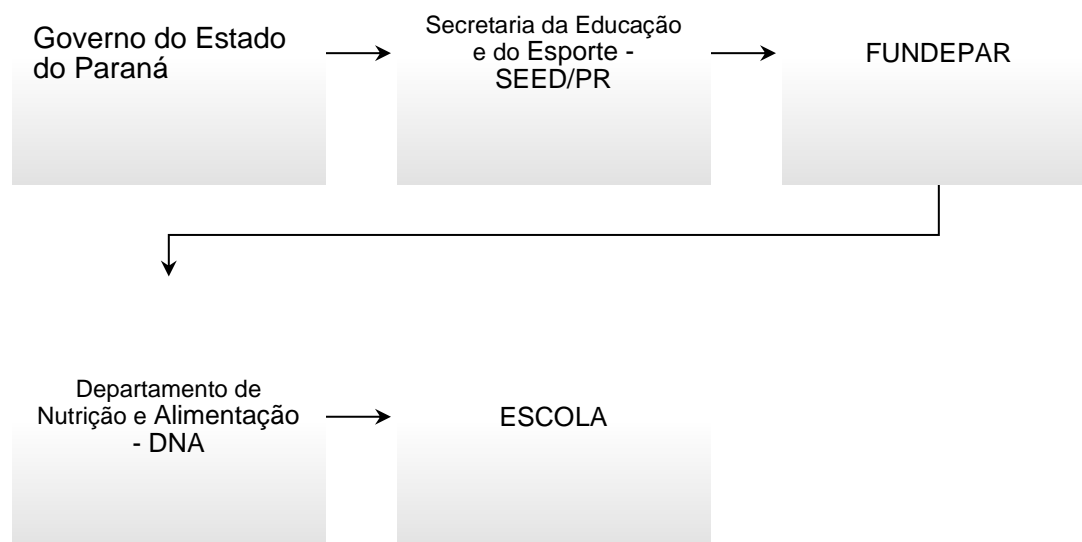 Governo do Estado
do Paraná
Secretaria da Educação
e do Esporte -
SEED/PR
FUNDEPAR
Departamento de
Nutrição e Alimentação
- DNA
ESCOLA